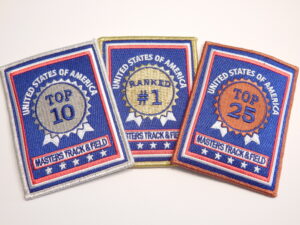 UNITED STATES OF AMERICA
TOP
10
MASTERS TRACK & FIELD
UNITED STATES OF AMERICA
RANKED
#1
MASTERS TRACK & FIELD
UNITED STATES OF AMERICA
TOP
25
MASTERS TRACK & FIELD